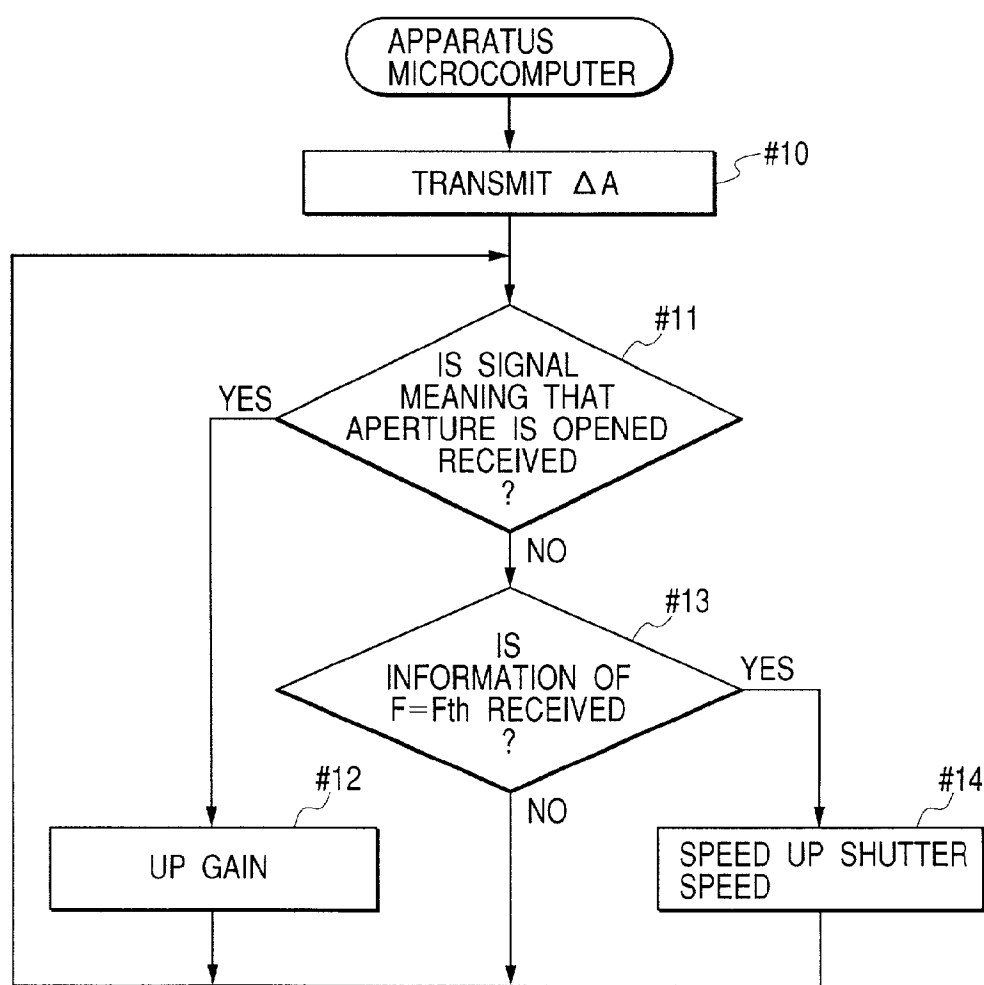 APPARATUS
MICROCOMPUTER
#10
TRANSMIT ΔA
#11
IS SIGNAL
MEANING THAT
APERTURE IS OPENED
RECEIVED
?
YES
NO
#13
IS
INFORMATION OF
F=Fth RECEIVED
?
YES
NO
#12
UP GAIN
#14
SPEED UP SHUTTER
SPEED